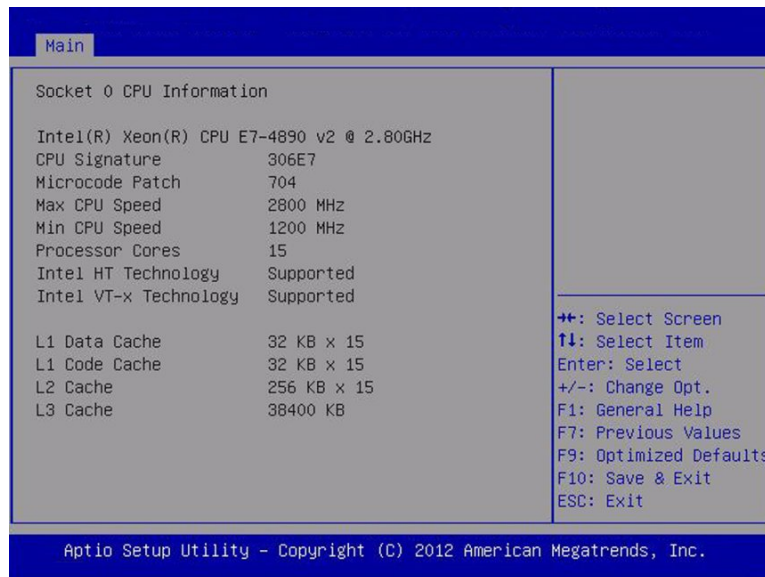 Main
Socket 0 CPU Information
Intel(R) Xeon(R) CPU E7-4890 v2 @ 2.80GHz
CPU Signature 306E7
Microcode Patch 704
Max CPU Speed 2800 MHz
Min CPU Speed 1200 MHz
Processor Cores 15
Intel HT Technology Supported
Intel VT-x Technology Supported
L1 Data Cache 32 KB x 15
L1 Code Cache 32 KB x 15
L2 Cache 256 KB x 15
L3 Cache 38400 KB
→←: Select Screen
↑↓: Select Item
Enter: Select
+/-: Change Opt.
F1: General Help
F7: Previous Values
F9: Optimized Defaults
F10: Save & Exit
ESC: Exit
Aptio Setup Utility – Copyright (C) 2012 American Megatrends, Inc.